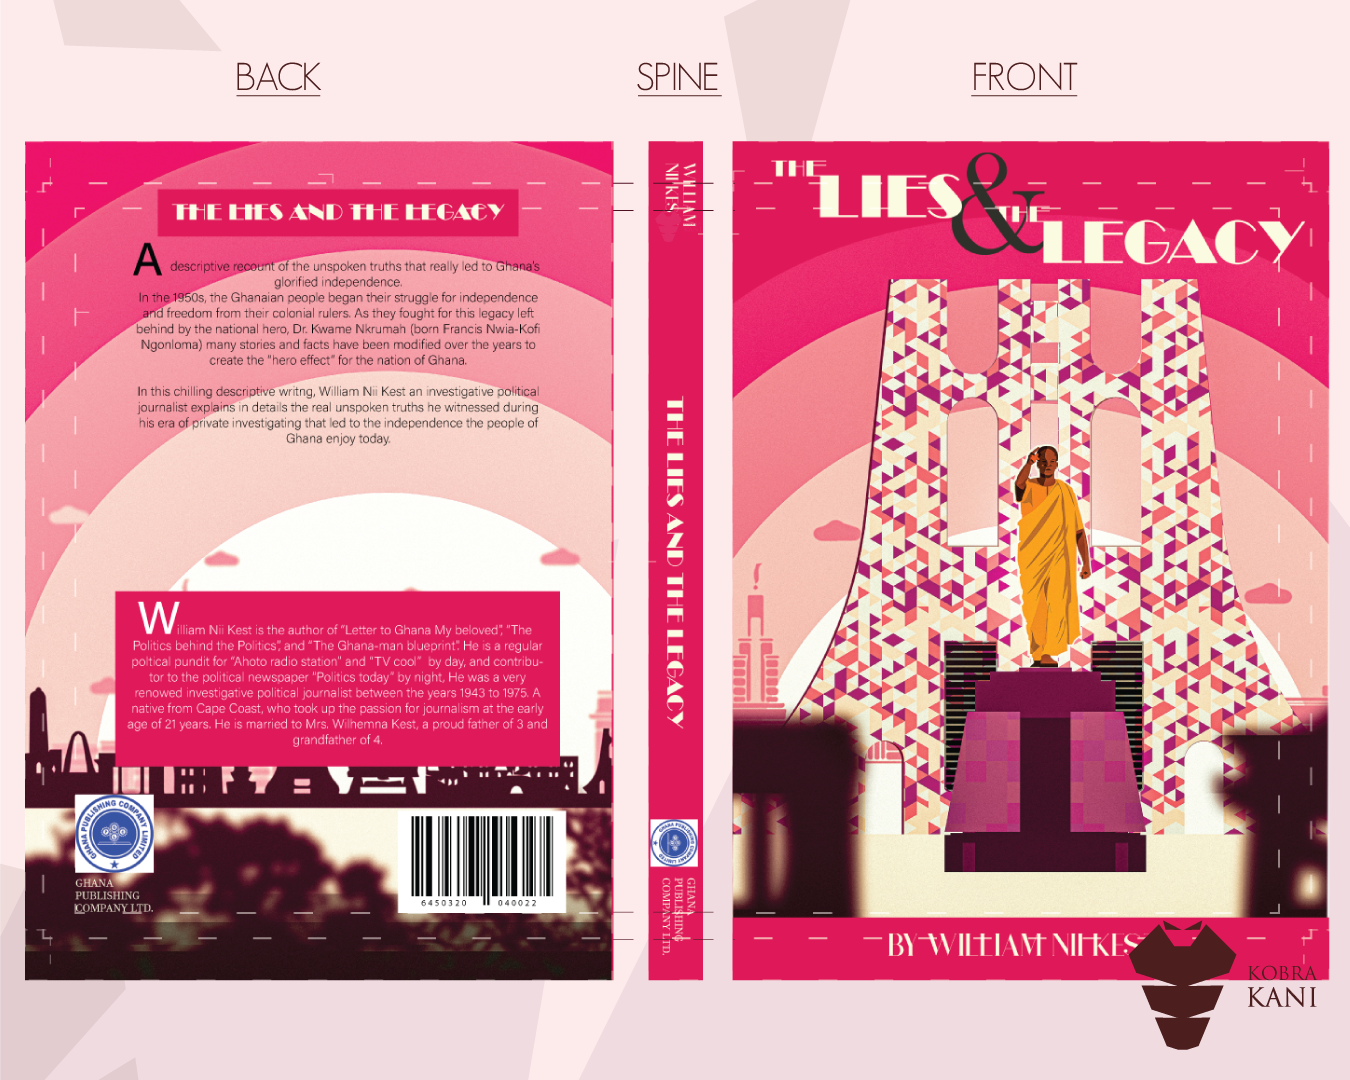 BACK
SPINE
FRONT
THE LIES AND THE LEGACY
A descriptive recount of the unspoken truths that really led to Ghana's
glorified independence.
In the 1950s, the Ghanaian people began their struggle for independence
and freedom from their colonial rulers. As they fought for this legacy left
behind by the national hero, Dr. Kwame Nkrumah (born Francis Nwia-Kofi
Ngonloma) many stories and facts have been modified over the years to
create the "hero effect" for the nation of Ghana.
In this chilling descriptive writng, William Nii Kest an investigative political
journalist explains in details the real unspoken truths he witnessed during
his era of private investigating that led to the independence the people of
Ghana enjoy today.
William Nii Kest is the author of "Letter to Ghana My beloved", "The
Politics behind the Politics", and "The Ghana-man blueprint". He is a regular
poltical pundit for "Ahoto radio station" and "TV cool" by day, and contribu-
tor to the political newspaper "Politics today" by night, He was a very
renowed investigative political journalist between the years 1943 to 1975. A
native from Cape Coast, who took up the passion for journalism at the early
age of 21 years. He is married to Mrs. Wilhemna Kest, a proud father of 3 and
grandfather of 4.
GHANA PUBLISHING COMPANY LIMITED
GHANA
PUBLISHING
COMPANY LTD.
6450320 040022
WILLIAM
NII KEST
THE LIES AND THE LEGACY
GHANA PUBLISHING COMPANY LIMITED
GHANA
PUBLISHING
COMPANY LTD.
THE
LIES
&
THE
LEGACY
BY WILLIAM NII KES
KOBRA
KANI